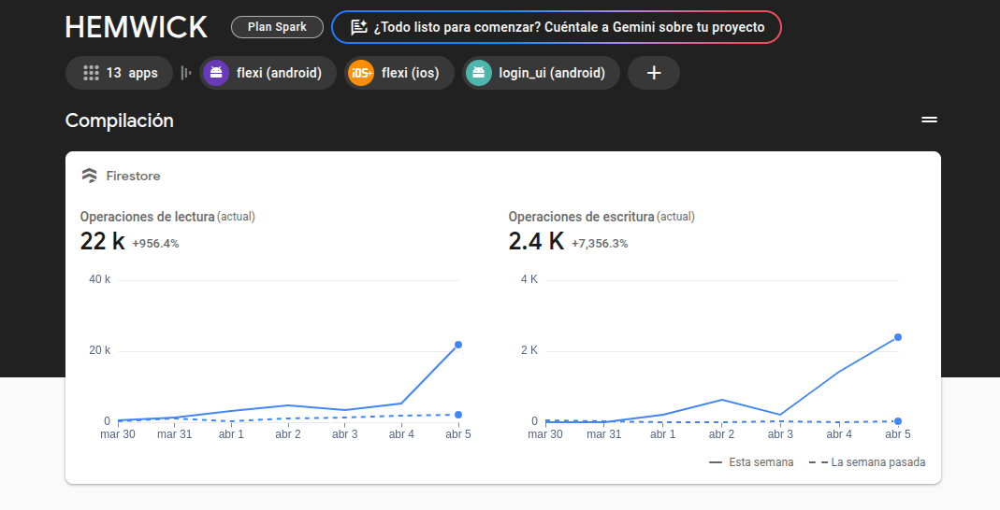 HEMWICK
Plan Spark
¿Todo listo para comenzar? Cuéntale a Gemini sobre tu proyecto
13 apps
flexi (android)
iOS+
flexi (ios)
login_ui (android)
+
Compilación
Firestore
Operaciones de lectura (actual)
22 k +956.4%
40 k
20 k
0
mar 30 mar 31 abr 1 abr 2 abr 3 abr 4 abr 5
Operaciones de escritura (actual)
2.4 K +7,356.3%
4 K
2 K
0
mar 30 mar 31 abr 1 abr 2 abr 3 abr 4 abr 5
Esta semana La semana pasada